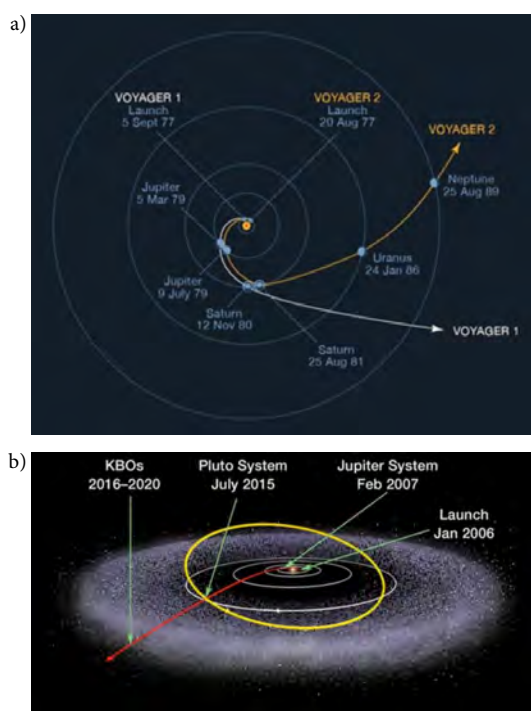 a)
VOYAGER 1
Launch
5 Sept 77
VOYAGER 2
Launch
20 Aug 77
VOYAGER 2
Neptune
25 Aug 89
Jupiter
5 Mar 79
Uranus
24 Jan 86
Jupiter
9 July 79
Saturn
12 Nov 80
VOYAGER 1
Saturn
25 Aug 81
b)
KBOs
2016–2020
Pluto System
July 2015
Jupiter System
Feb 2007
Launch
Jan 2006